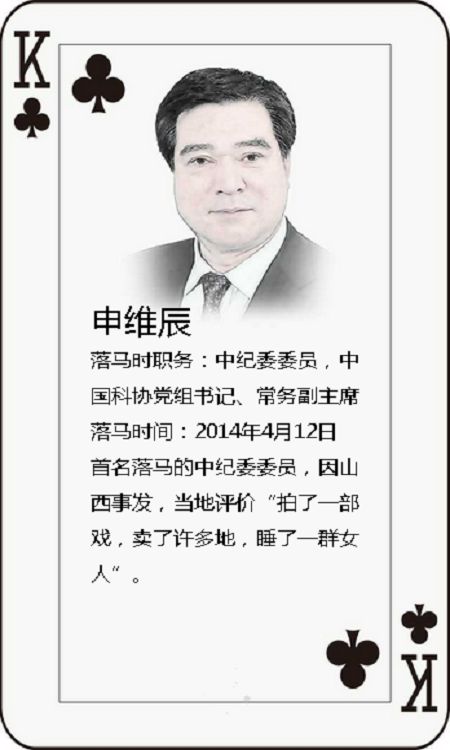 K
申维辰
落马时职务：中纪委委员，中
国科协党组书记、常务副主席
落马时间：2014年4月12日
首名落马的中纪委委员，因山
西事发，当地评价“拍了一部
戏，卖了许多地，睡了一群女
人”。
K